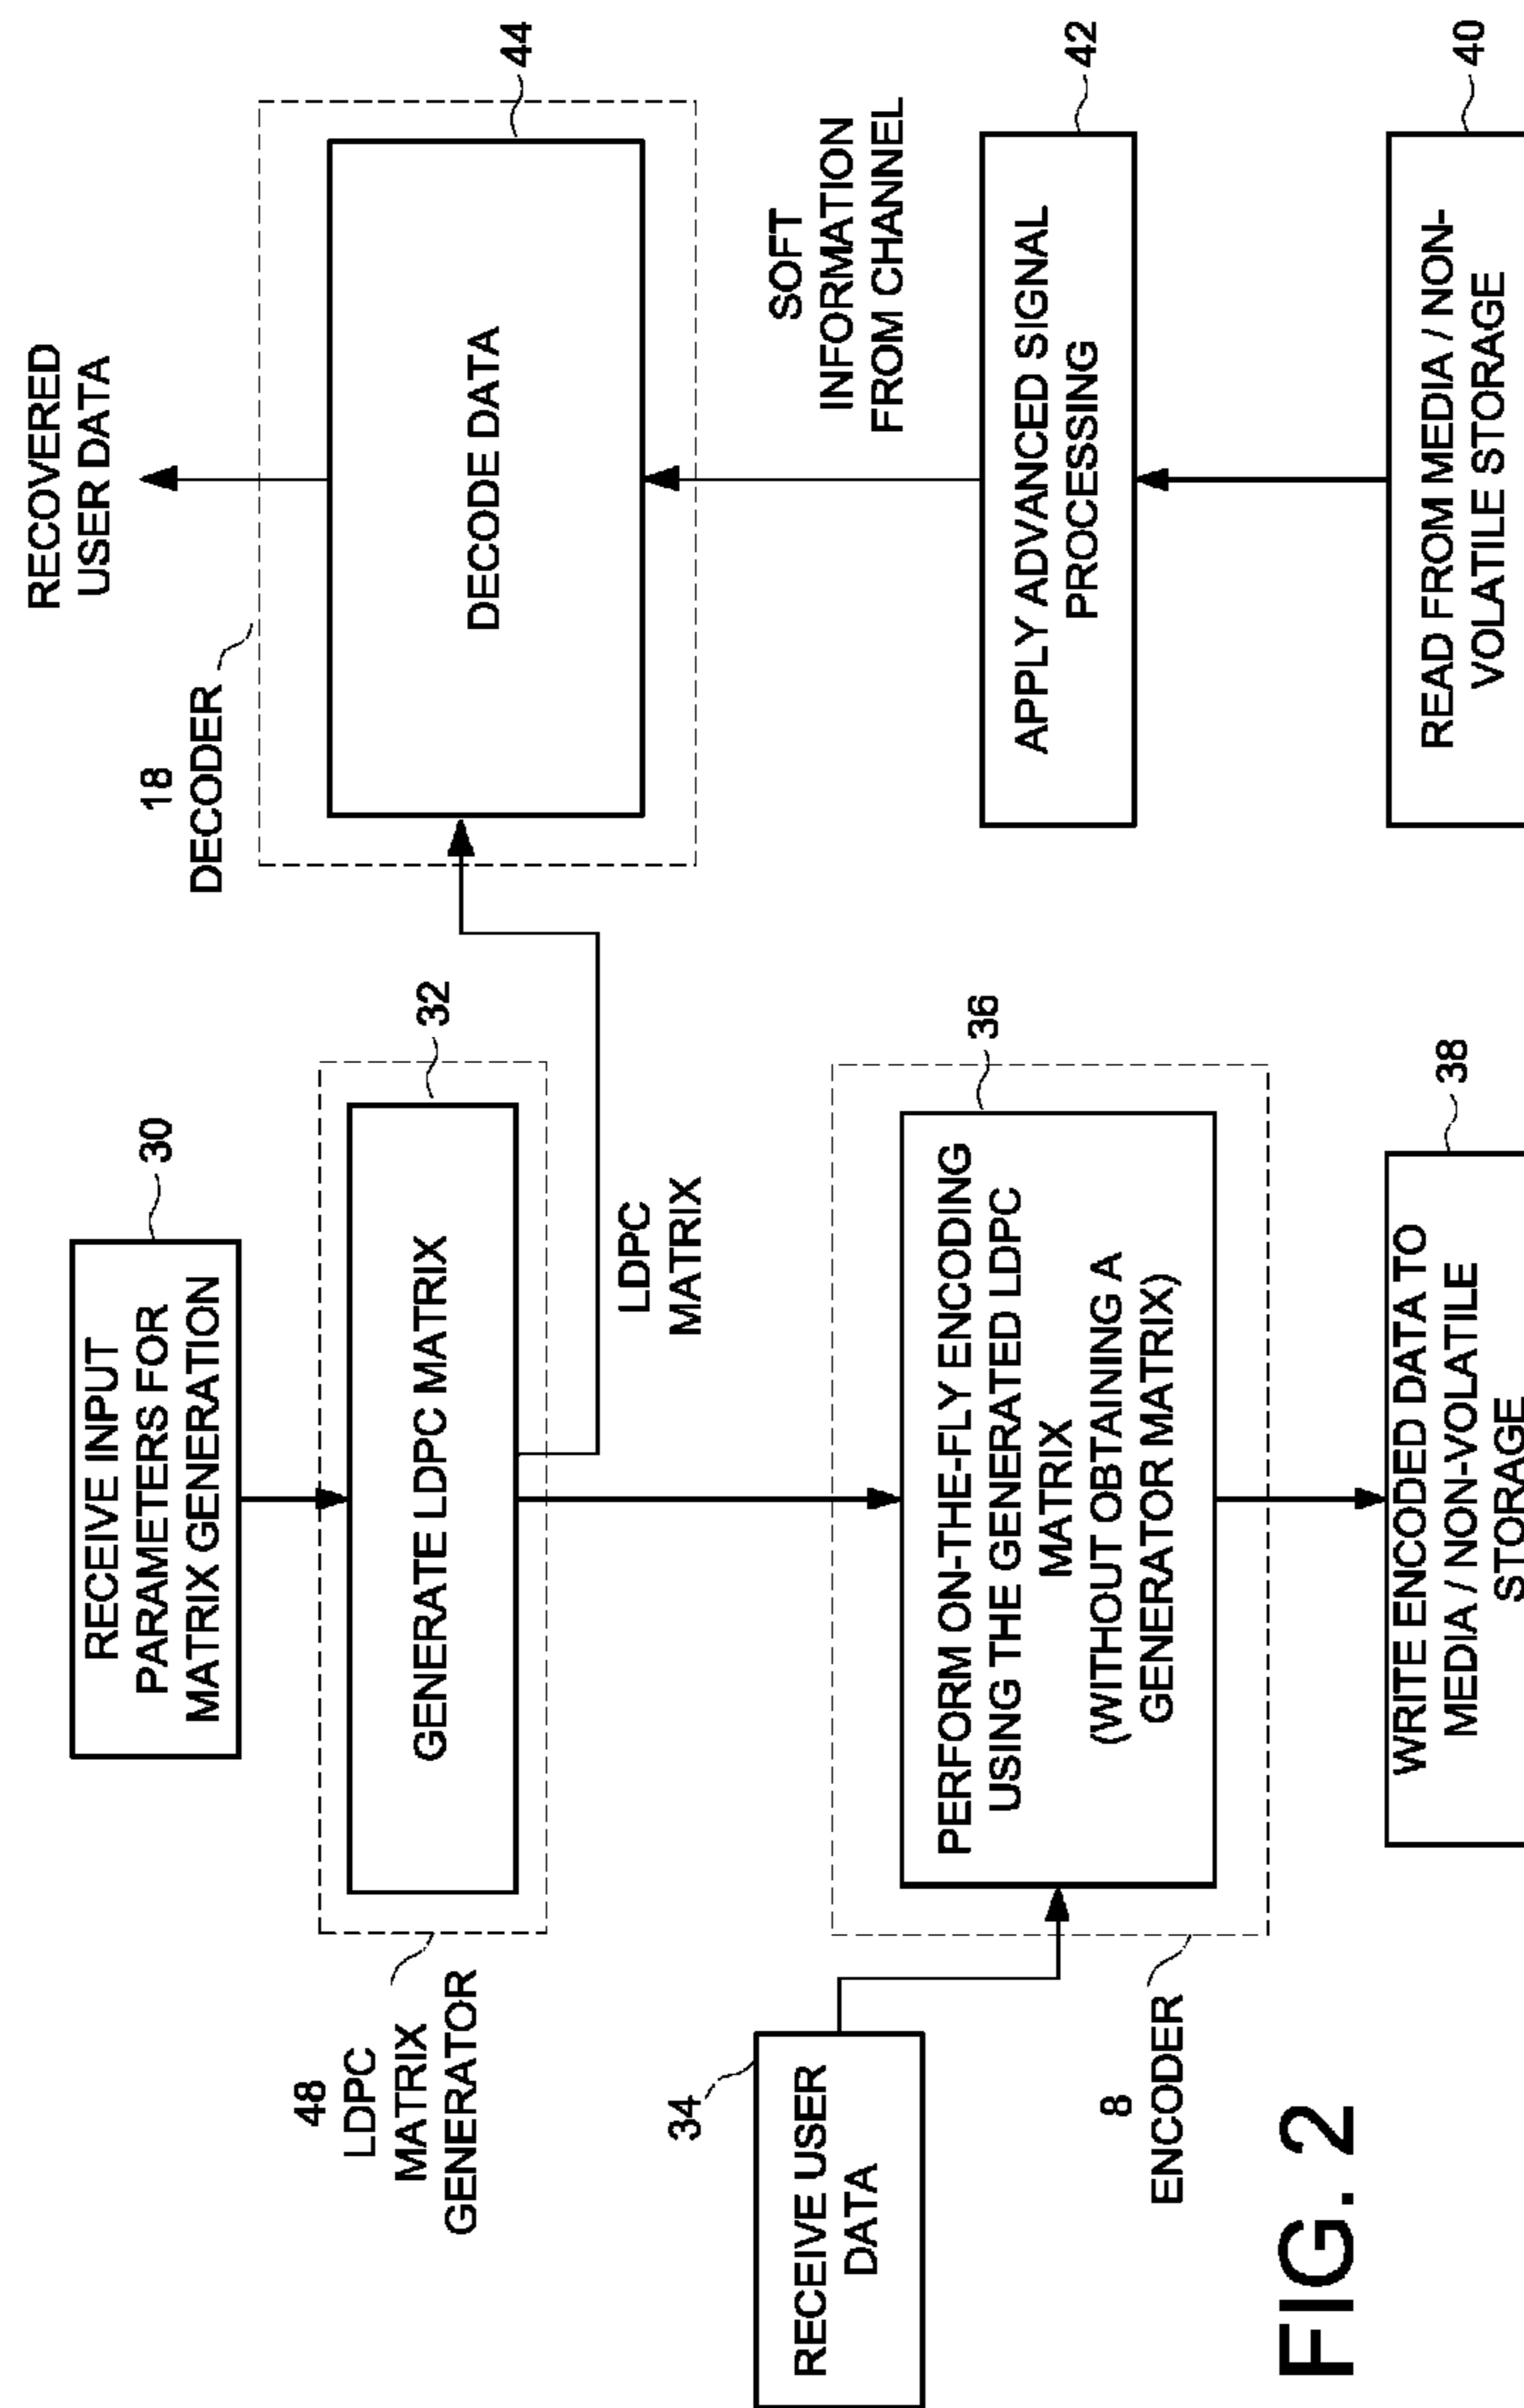 30
RECEIVE INPUT
PARAMETERS FOR
MATRIX GENERATION
48
LDPC
MATRIX
GENERATOR
32
GENERATE LDPC MATRIX
LDPC
MATRIX
34
RECEIVE USER
DATA
36
PERFORM ON-THE-FLY ENCODING
USING THE GENERATED LDPC
MATRIX
(WITHOUT OBTAINING A
GENERATOR MATRIX)
8
ENCODER
38
WRITE ENCODED DATA TO
MEDIA / NON-VOLATILE
STORAGE
RECOVERED
USER DATA
18
DECODER
44
DECODE DATA
SOFT
INFORMATION
FROM CHANNEL
42
APPLY ADVANCED SIGNAL
PROCESSING
40
READ FROM MEDIA / NON-
VOLATILE STORAGE
FIG. 2